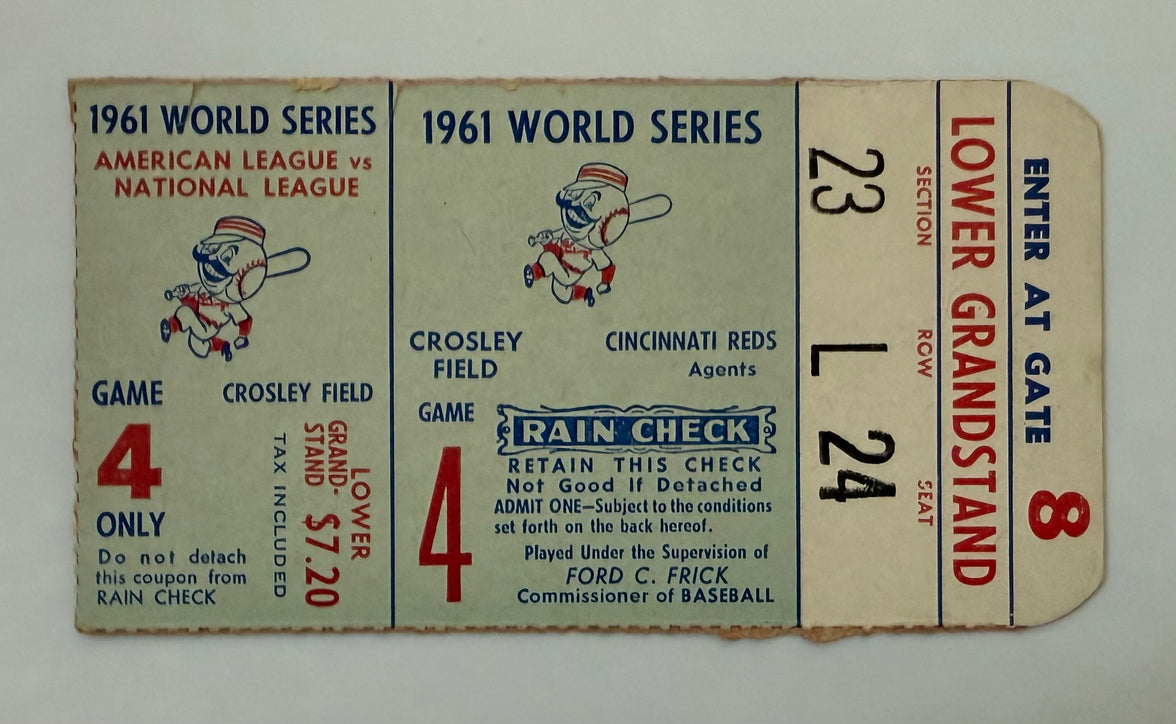 1961 WORLD SERIES
AMERICAN LEAGUE vs
NATIONAL LEAGUE
GAME
4
ONLY
CROSLEY FIELD
LOWER
GRAND-
STAND $7.20
TAX INCLUDED
Do not detach
this coupon from
RAIN CHECK
1961 WORLD SERIES
CROSLEY
FIELD
CINCINNATI REDS
Agents
GAME
4
RAIN CHECK
RETAIN THIS CHECK
Not Good If Detached
ADMIT ONE—Subject to the conditions
set forth on the back hereof.
Played Under the Supervision of
FORD C. FRICK
Commissioner of BASEBALL
ENTER AT GATE 8
LOWER GRANDSTAND
SECTION ROW SEAT
23 L 24